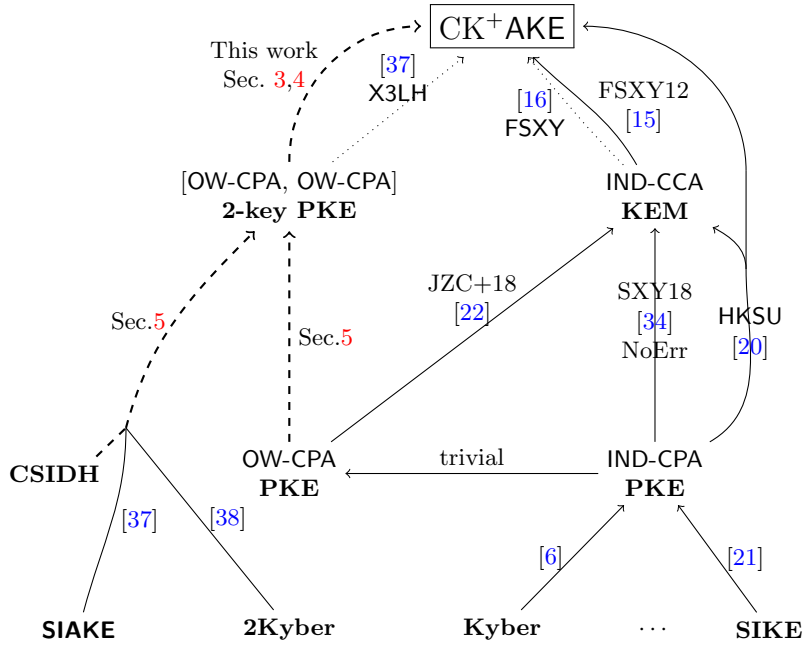 CK+AKE
This work
Sec. 3,4
[37]
X3LH
[16]
FSXY
FSXY12
[15]
[OW-CPA, OW-CPA]
2-key PKE
IND-CCA
KEM
JZC+18
[22]
SXY18
[34]
NoErr
HKSU
[20]
Sec.5
Sec.5
CSIDH
OW-CPA
PKE
trivial
IND-CPA
PKE
[37]
[38]
[6]
[21]
SIAKE
2Kyber
Kyber
...
SIKE